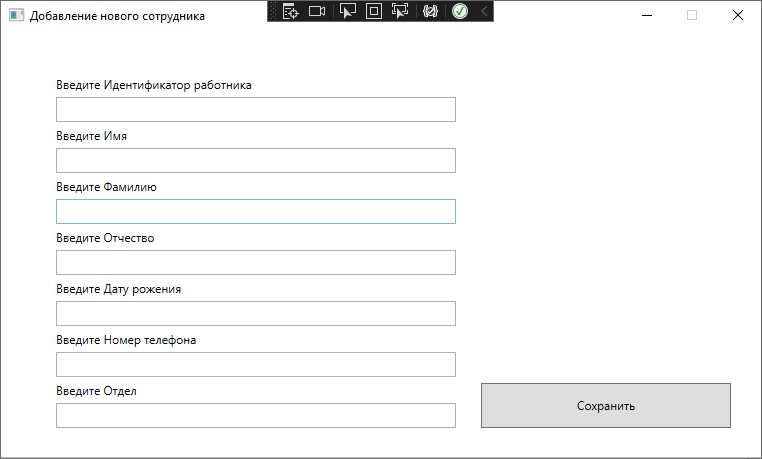 Добавление нового сотрудника
Введите Идентификатор работника
Введите Имя
Введите Фамилию
Введите Отчество
Введите Дату рожения
Введите Номер телефона
Введите Отдел
Сохранить